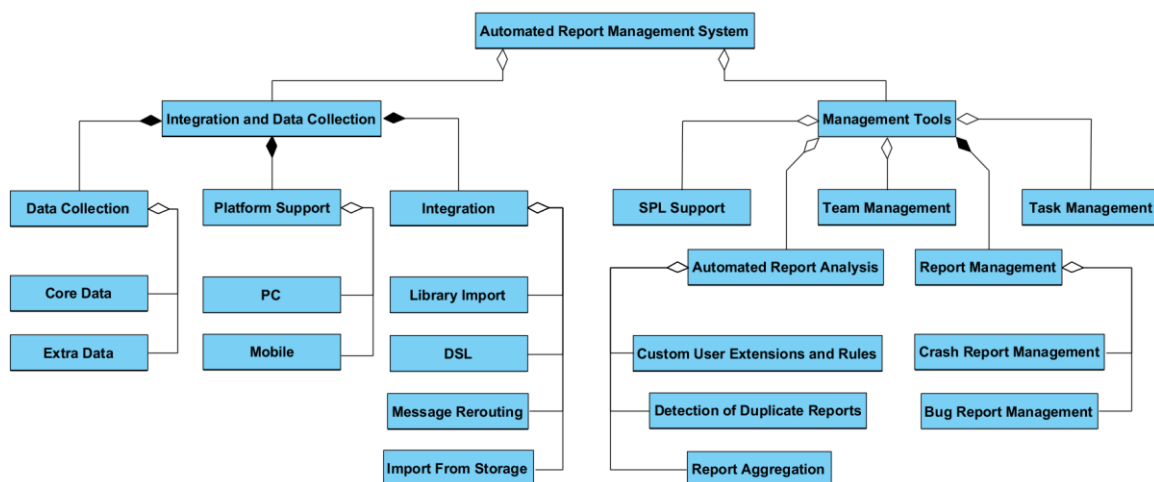 Automated Report Management System
Integration and Data Collection
Management Tools
Data Collection
Platform Support
Integration
SPL Support
Team Management
Task Management
Automated Report Analysis
Report Management
Core Data
PC
Library Import
Extra Data
Mobile
DSL
Custom User Extensions and Rules
Crash Report Management
Message Rerouting
Detection of Duplicate Reports
Bug Report Management
Import From Storage
Report Aggregation